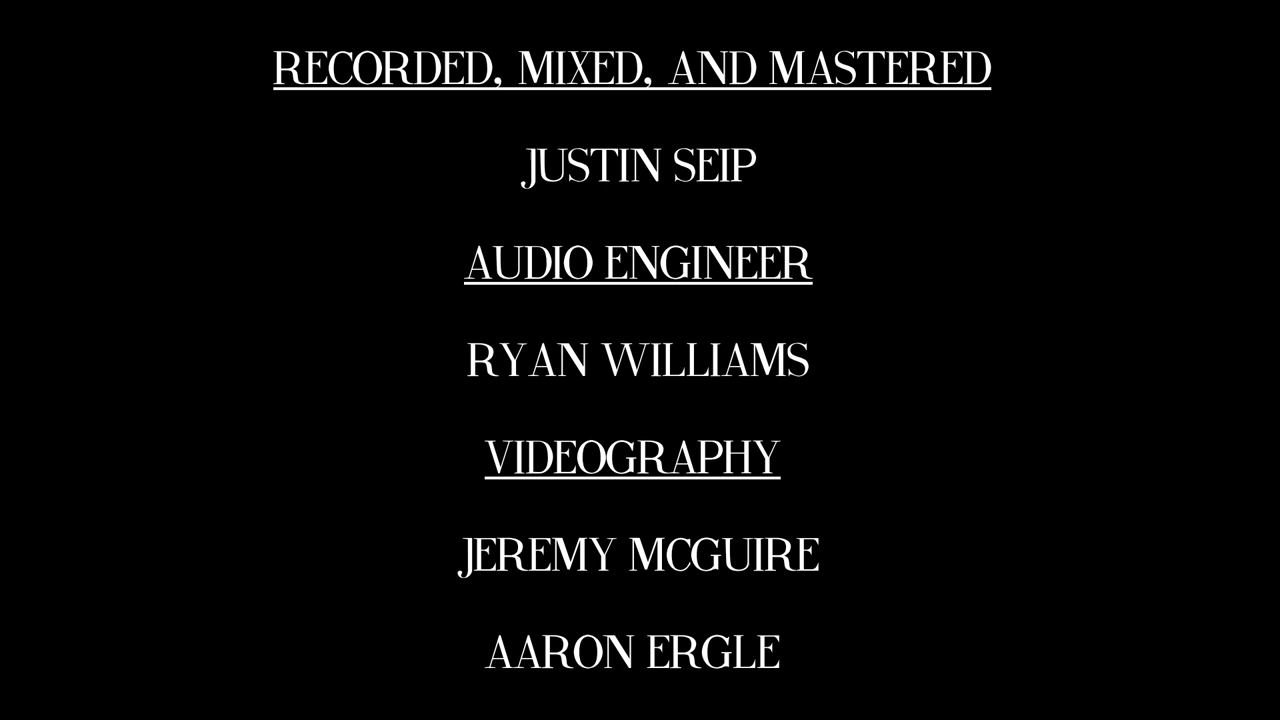 RECORDED, MIXED, AND MASTERED
JUSTIN SEIP
AUDIO ENGINEER
RYAN WILLIAMS
VIDEOGRAPHY
JEREMY MCGUIRE
AARON ERGLE